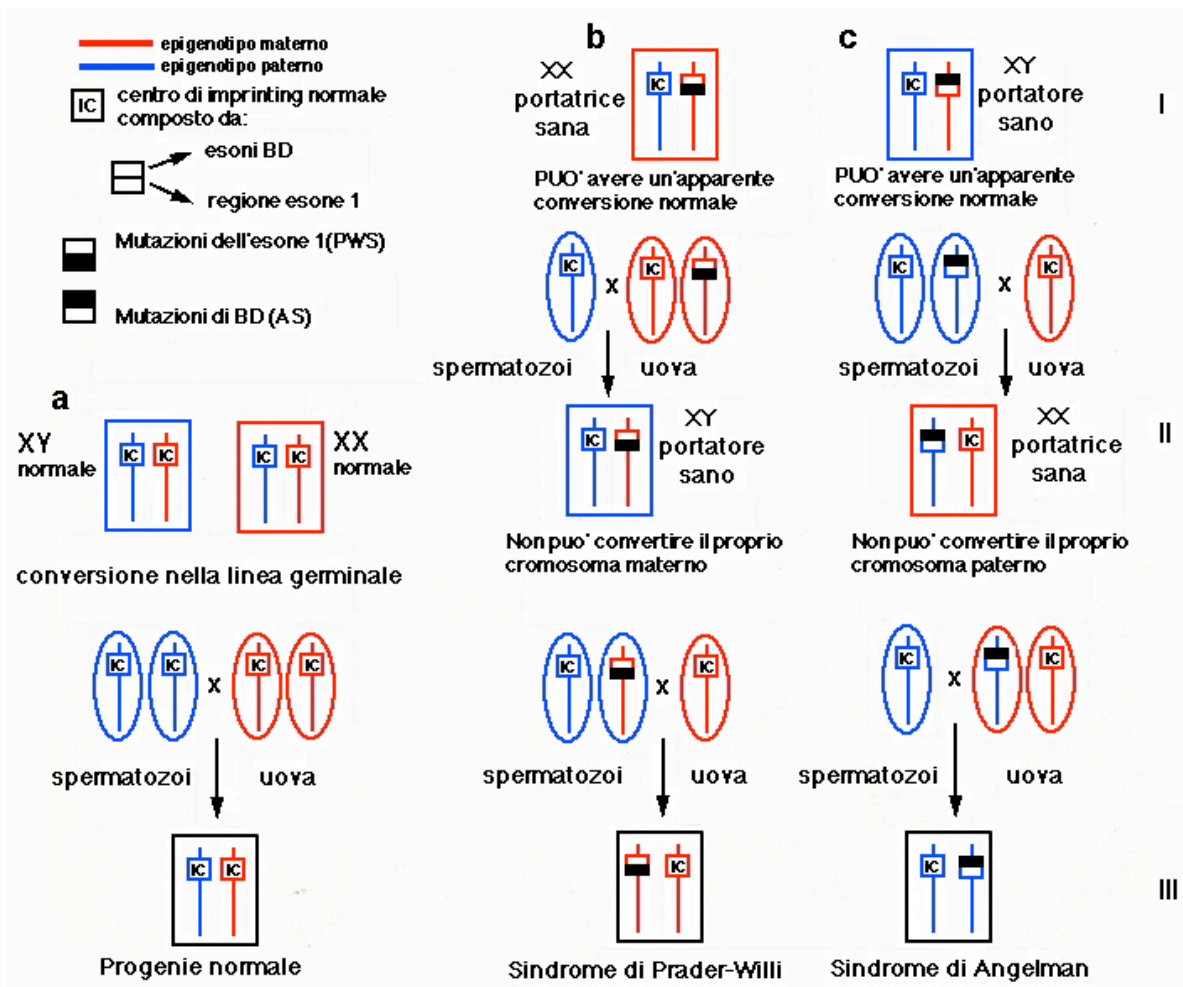 epigenotipo materno
epigenotipo paterno
IC
centro di imprinting normale
composto da:
esoni BD
regione esone 1
Mutazioni dell'esone 1(PWS)
Mutazioni di BD (AS)
a
XY
normale
IC IC
IC IC
XX
normale
conversione nella linea germinale
IC IC x IC IC
spermatozoi uova
IC IC
Progenie normale
b
XX
portatrice
sana
IC
PUO' avere un'apparente
conversione normale
IC x IC
spermatozoi uova
IC
XY
portatore
sano
Non puo' convertire il proprio
cromosoma materno
IC x IC
spermatozoi uova
IC
Sindrome di Prader-Willi
c
IC
XY
portatore
sano
PUO' avere un'apparente
conversione normale
IC x IC
spermatozoi uova
IC
XX
portatrice
sana
Non puo' convertire il proprio
cromosoma paterno
IC x IC
spermatozoi uova
IC
Sindrome di Angelman
I
II
III